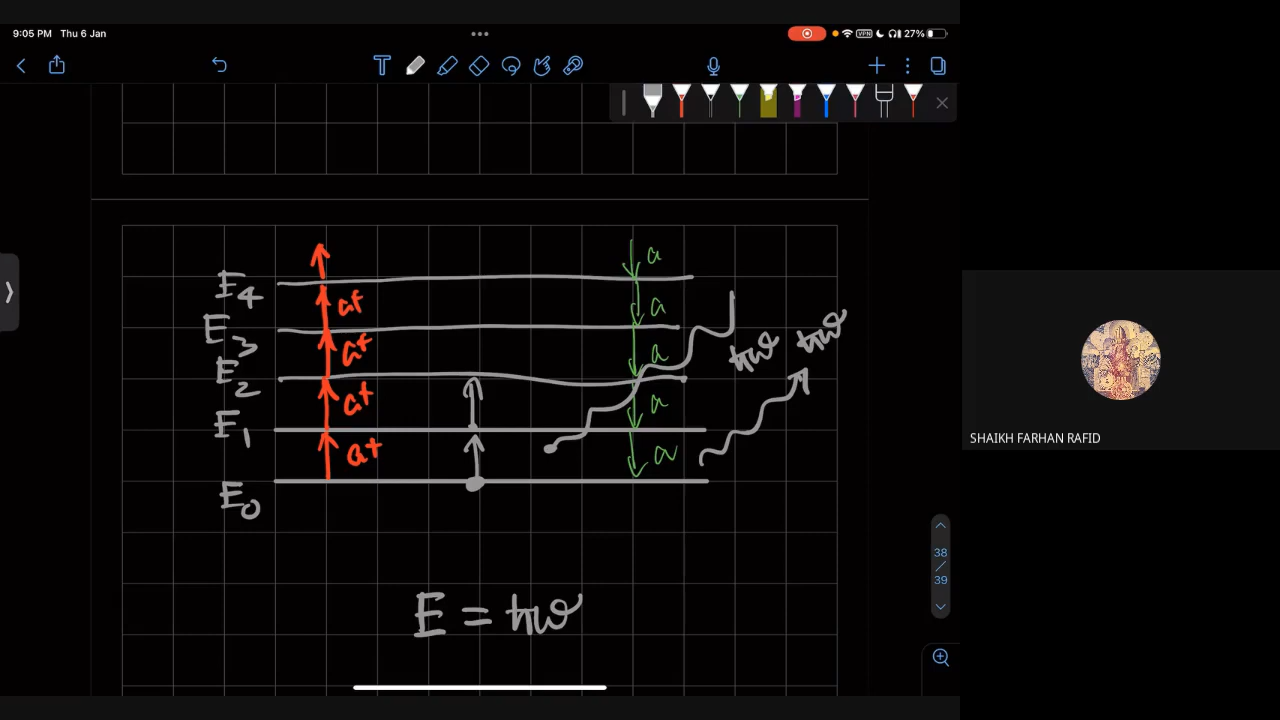 9:05 PM Thu 6 Jan
VPN 27%
T
a
E4
a† a
E3
ħω ħω
a† a
E2
a† a
E1
a† a
E0
SHAIKH FARHAN RAFID
38
/
39
E = ħω